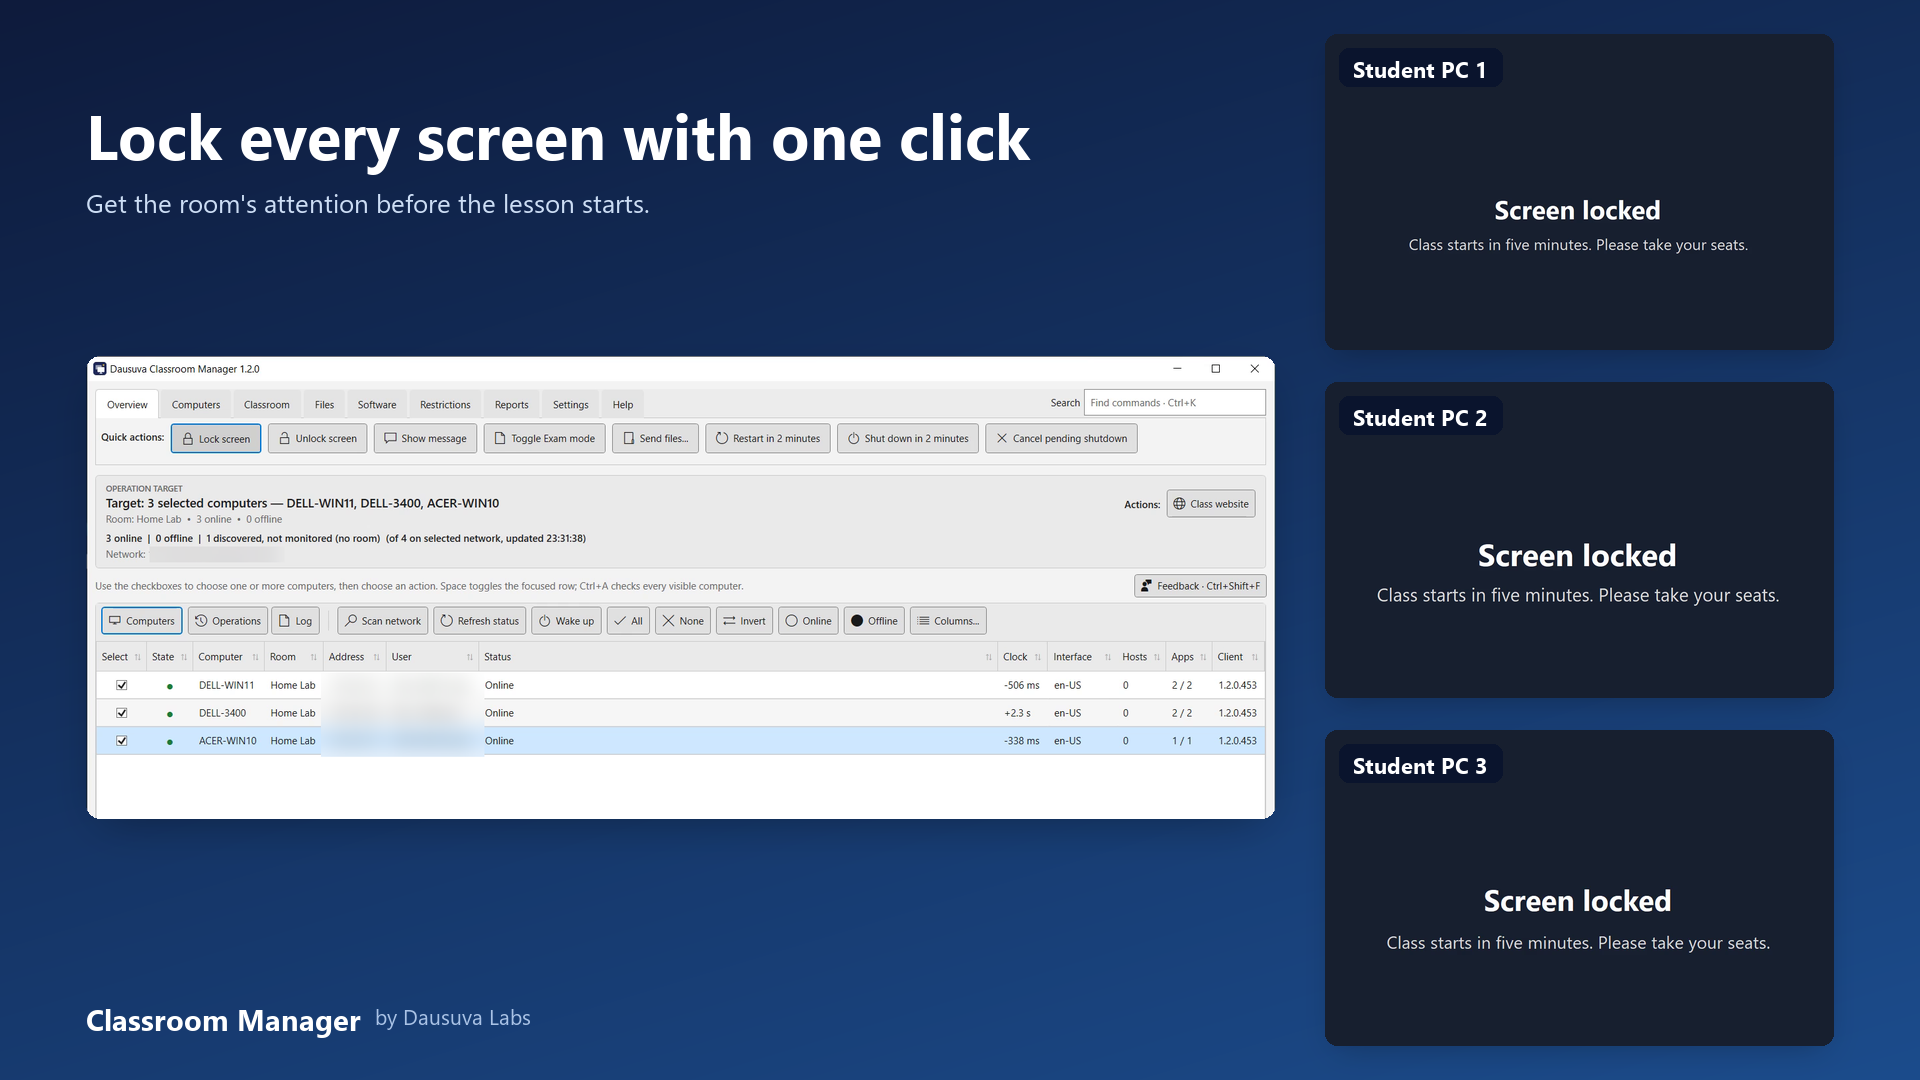 Lock every screen with one click
Get the room's attention before the lesson starts.
Dausuva Classroom Manager 1.2.0
Overview Computers Classroom Files Software Restrictions Reports Settings Help Search Find commands · Ctrl+K
Quick actions: Lock screen Unlock screen Show message Toggle Exam mode Send files... Restart in 2 minutes Shut down in 2 minutes Cancel pending shutdown
OPERATION TARGET
Target: 3 selected computers — DELL-WIN11, DELL-3400, ACER-WIN10
Room: Home Lab • 3 online • 0 offline
Actions: Class website
3 online | 0 offline | 1 discovered, not monitored (no room) (of 4 on selected network, updated 23:31:38)
Network:
Use the checkboxes to choose one or more computers, then choose an action. Space toggles the focused row; Ctrl+A checks every visible computer.
Feedback · Ctrl+Shift+F
Computers Operations Log Scan network Refresh status Wake up All None Invert Online Offline Columns...
Select State Computer Room Address User Status Clock Interface Hosts Apps Client
DELL-WIN11 Home Lab Online -506 ms en-US 0 2 / 2 1.2.0.453
DELL-3400 Home Lab Online +2.3 s en-US 0 2 / 2 1.2.0.453
ACER-WIN10 Home Lab Online -338 ms en-US 0 1 / 1 1.2.0.453
Classroom Manager by Dausuva Labs
Student PC 1
Screen locked
Class starts in five minutes. Please take your seats.
Student PC 2
Screen locked
Class starts in five minutes. Please take your seats.
Student PC 3
Screen locked
Class starts in five minutes. Please take your seats.